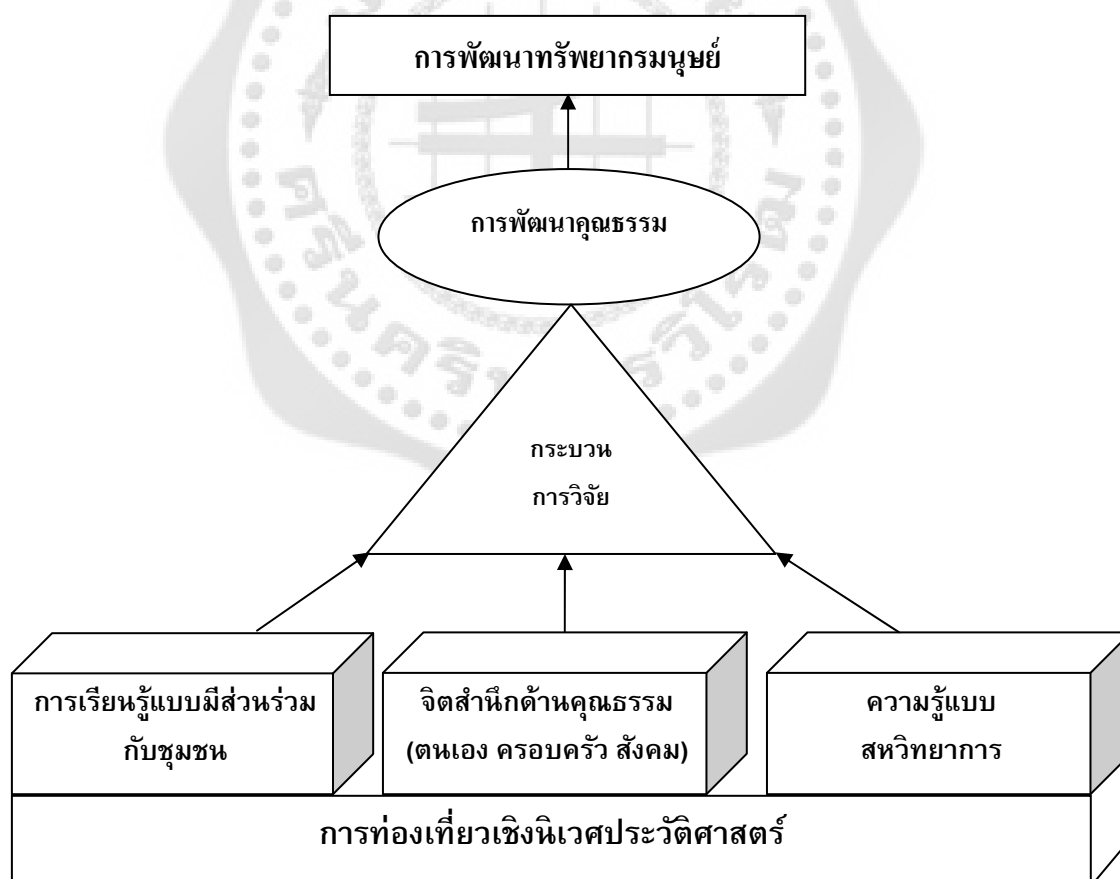 การพัฒนาทรัพยากรมนุษย์
การพัฒนาคุณธรรม
กระบวน
การวิจัย
การเรียนรู้แบบมีส่วนร่วม
กับชุมชน
จิตสำนึกด้านคุณธรรม
(ตนเอง ครอบครัว สังคม)
ความรู้แบบ
สหวิทยาการ
การท่องเที่ยวเชิงนิเวศประวัติศาสตร์